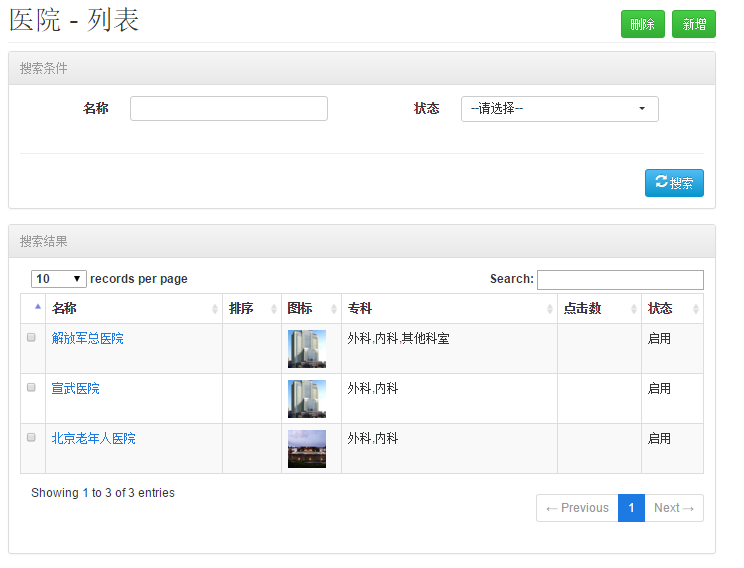 医院 - 列表
删除 新增
搜索条件
名称 状态 --请选择--
搜索
搜索结果
10 records per page Search:
名称 排序 图标 专科 点击数 状态
解放军总医院 外科,内科,其他科室 启用
宣武医院 外科,内科 启用
北京老年人医院 外科,内科 启用
Showing 1 to 3 of 3 entries
← Previous 1 Next →